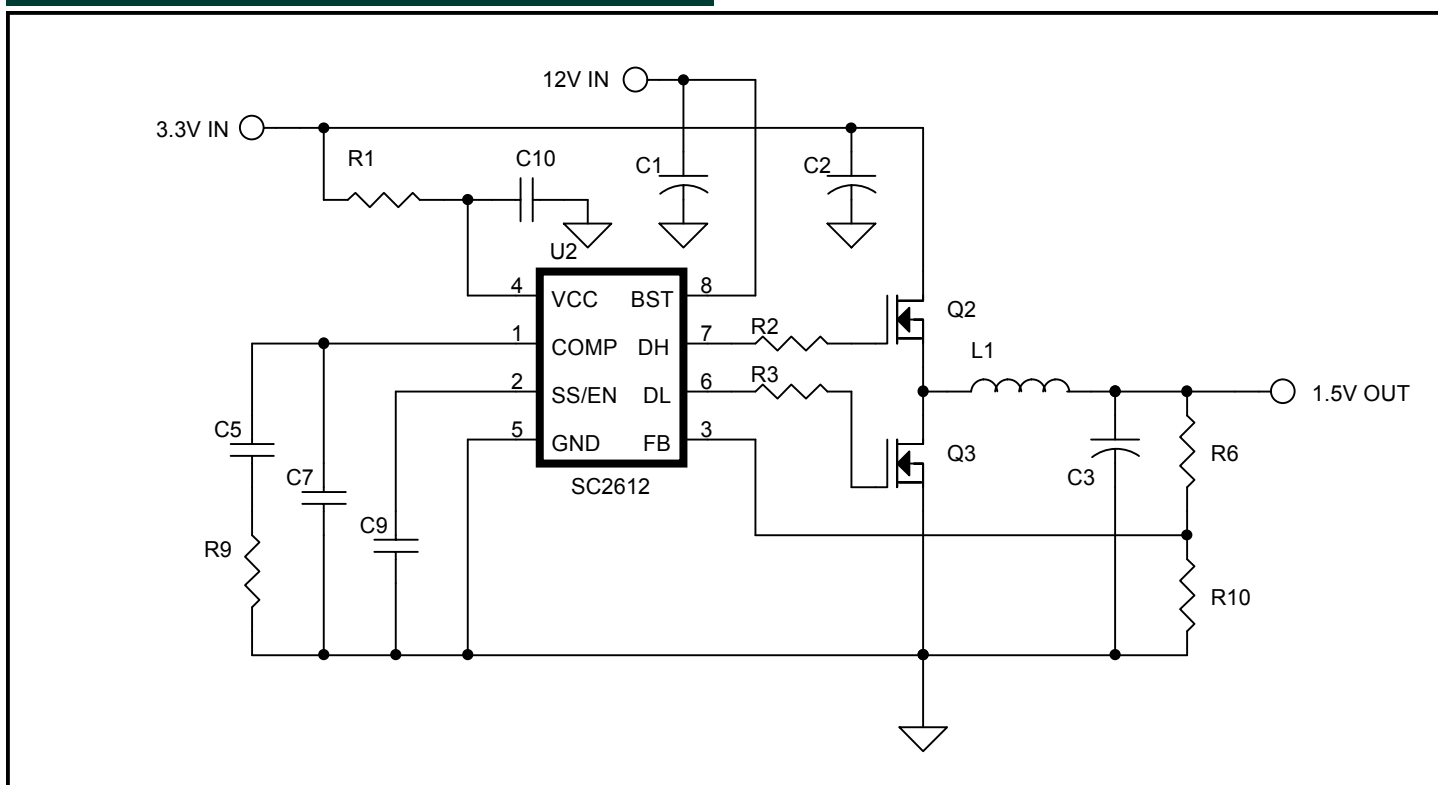 12V IN
3.3V IN
R1
C10
C1
C2
U2
4
VCC
BST
8
Q2
1
COMP
DH
7
R2
L1
2
SS/EN
DL
6
R3
1.5V OUT
C5
5
GND
FB
3
Q3
R6
C7
SC2612
C3
C9
R9
R10